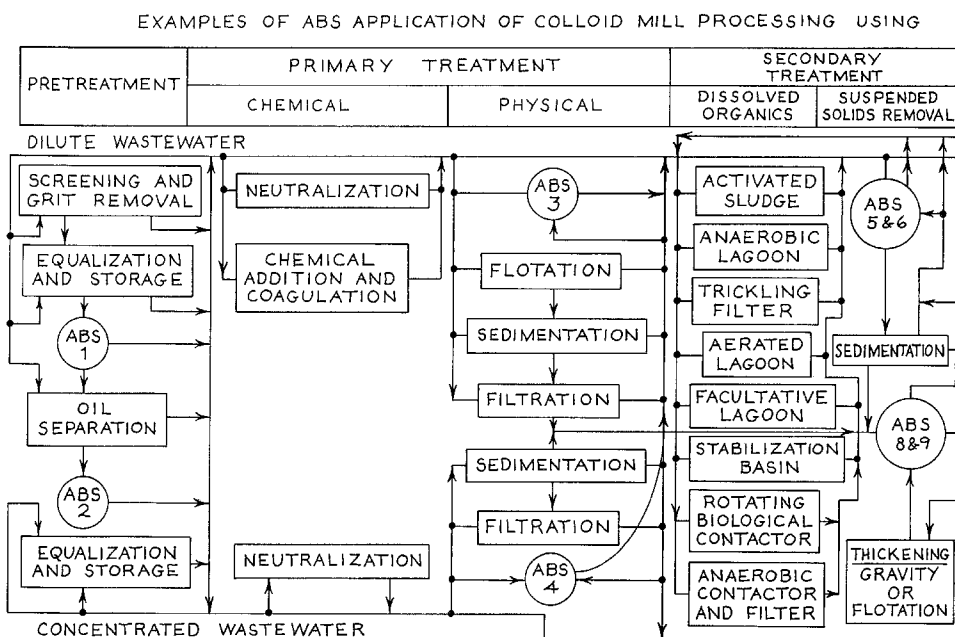 EXAMPLES OF ABS APPLICATION OF COLLOID MILL PROCESSING USING
PRETREATMENT
PRIMARY TREATMENT
CHEMICAL
PHYSICAL
SECONDARY
TREATMENT
DISSOLVED
ORGANICS
SUSPENDED
SOLIDS REMOVAL
DILUTE WASTEWATER
SCREENING AND
GRIT REMOVAL
EQUALIZATION
AND STORAGE
ABS
1
OIL
SEPARATION
ABS
2
EQUALIZATION
AND STORAGE
NEUTRALIZATION
CHEMICAL
ADDITION AND
COAGULATION
NEUTRALIZATION
ABS
3
FLOTATION
SEDIMENTATION
FILTRATION
SEDIMENTATION
FILTRATION
ABS
4
ACTIVATED
SLUDGE
ANAEROBIC
LAGOON
TRICKLING
FILTER
AERATED
LAGOON
FACULTATIVE
LAGOON
STABILIZATION
BASIN
ROTATING
BIOLOGICAL
CONTACTOR
ANAEROBIC
CONTACTOR
AND FILTER
ABS
5&6
SEDIMENTATION
ABS
8&9
THICKENING
GRAVITY
OR
FLOTATION
CONCENTRATED WASTEWATER